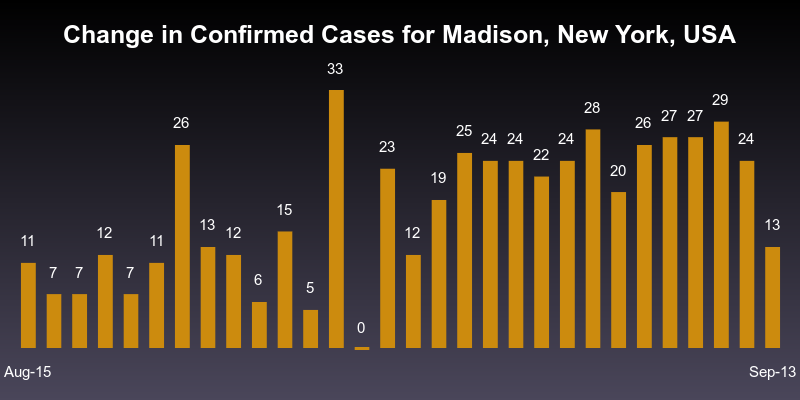 Change in Confirmed Cases for Madison, New York, USA
11 7 7 12 7 11 26 13 12 6 15 5 33 0 23 12 19 25 24 24 22 24 28 20 26 27 27 29 24 13
Aug-15 Sep-13